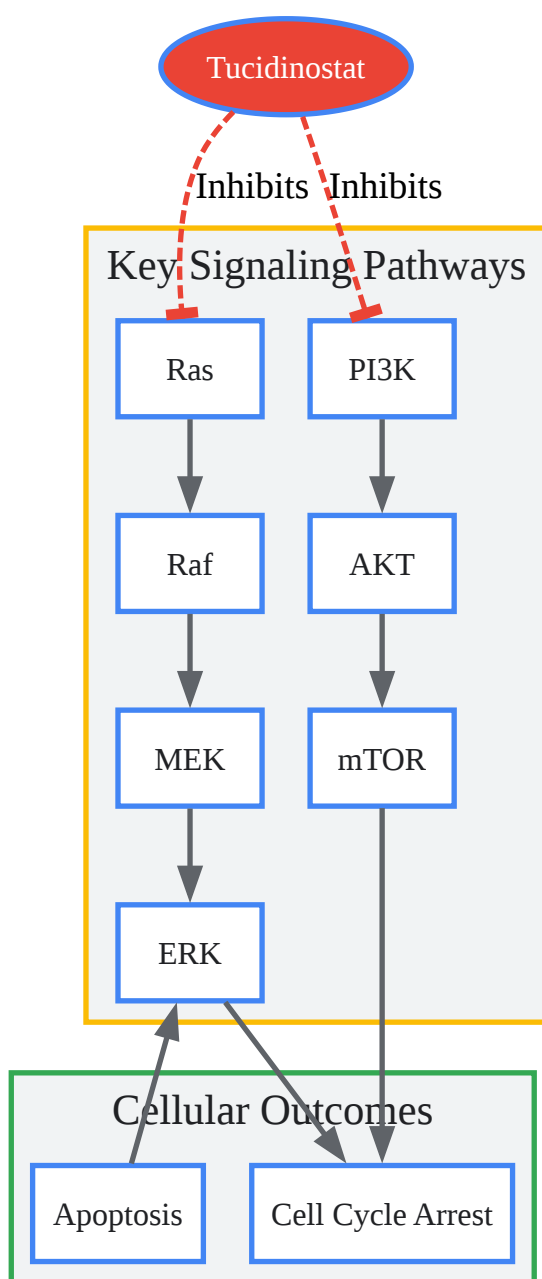 Tucidinostat
Inhibits Inhibits
Key Signaling Pathways
Ras PI3K
Raf AKT
MEK mTOR
ERK
Cellular Outcomes
Apoptosis Cell Cycle Arrest